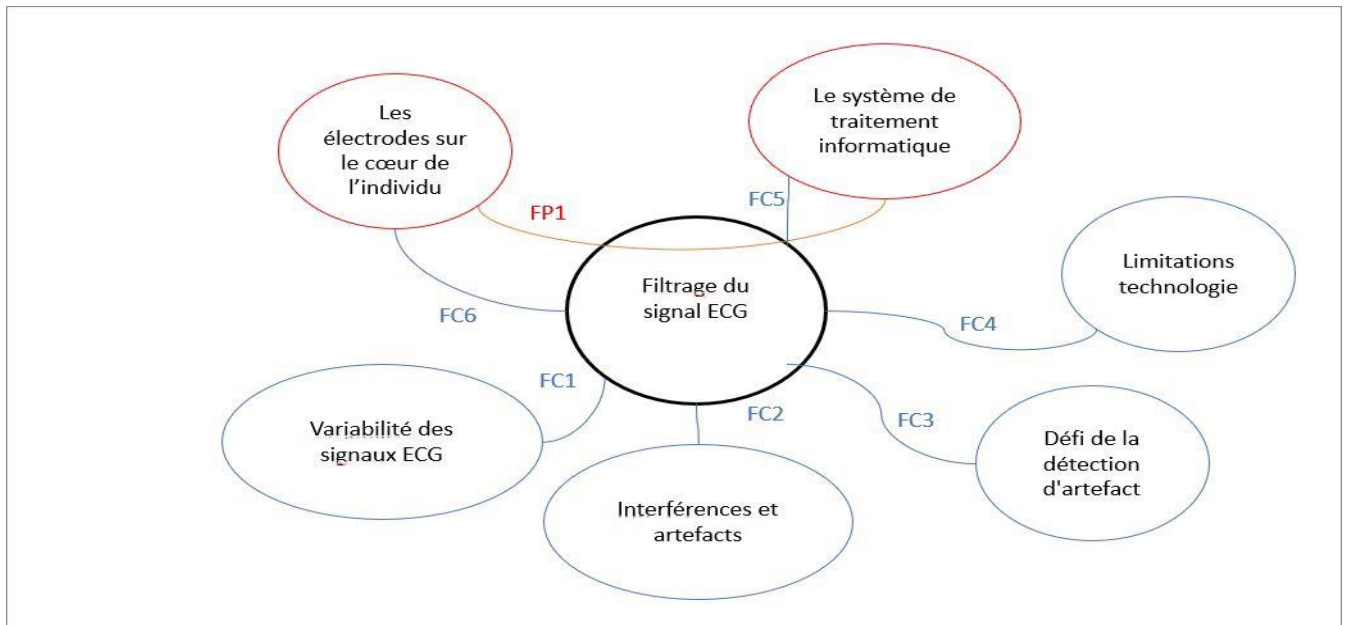 Les
électrodes sur
le cœur de
l’individu
Le système de
traitement
informatique
FP1
FC5
Filtrage du
signal ECG
Limitations
technologie
FC6
FC4
FC1
FC2
FC3
Variabilité des
signaux ECG
Interférences et
artefacts
Défi de la
détection
d'artefact